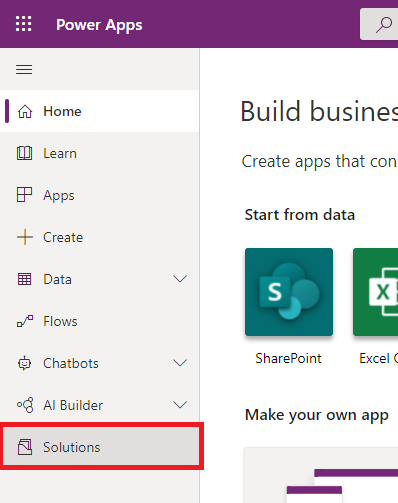 Power Apps
Home
Build busines
Learn
Create apps that con
Apps
Start from data
Create
Data
Flows
SharePoint
Excel O
Chatbots
AI Builder
Make your own app
Solutions